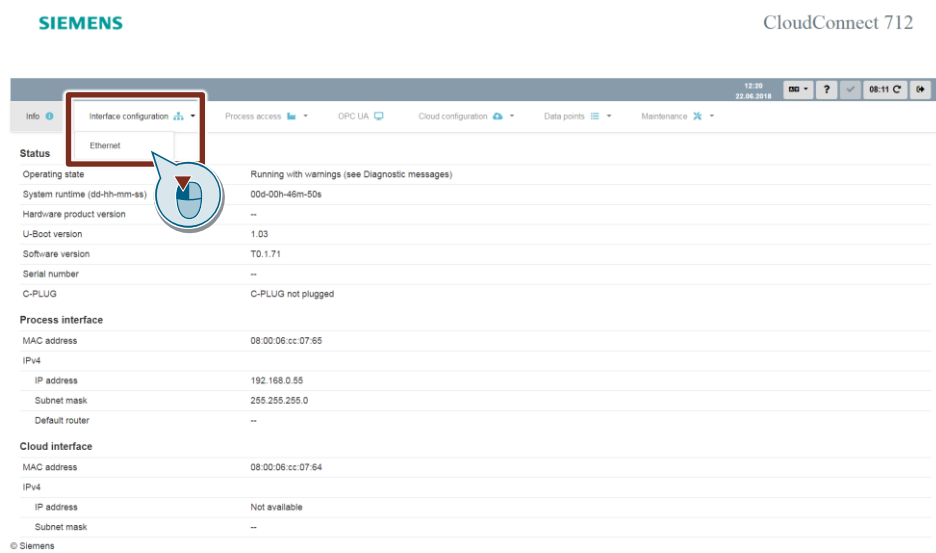 SIEMENS
CloudConnect 712
12:20
22.06.2018
?
08:11
Info
Interface configuration
Process access
OPC UA
Cloud configuration
Data points
Maintenance
Ethernet
Status
Operating state Running with warnings (see Diagnostic messages)
System runtime (dd-hh-mm-ss) 00d-00h-46m-50s
Hardware product version --
U-Boot version 1.03
Software version T0.1.71
Serial number --
C-PLUG C-PLUG not plugged
Process interface
MAC address 08:00:06:cc:07:65
IPv4
IP address 192.168.0.55
Subnet mask 255.255.255.0
Default router --
Cloud interface
MAC address 08:00:06:cc:07:64
IPv4
IP address Not available
Subnet mask --
© Siemens